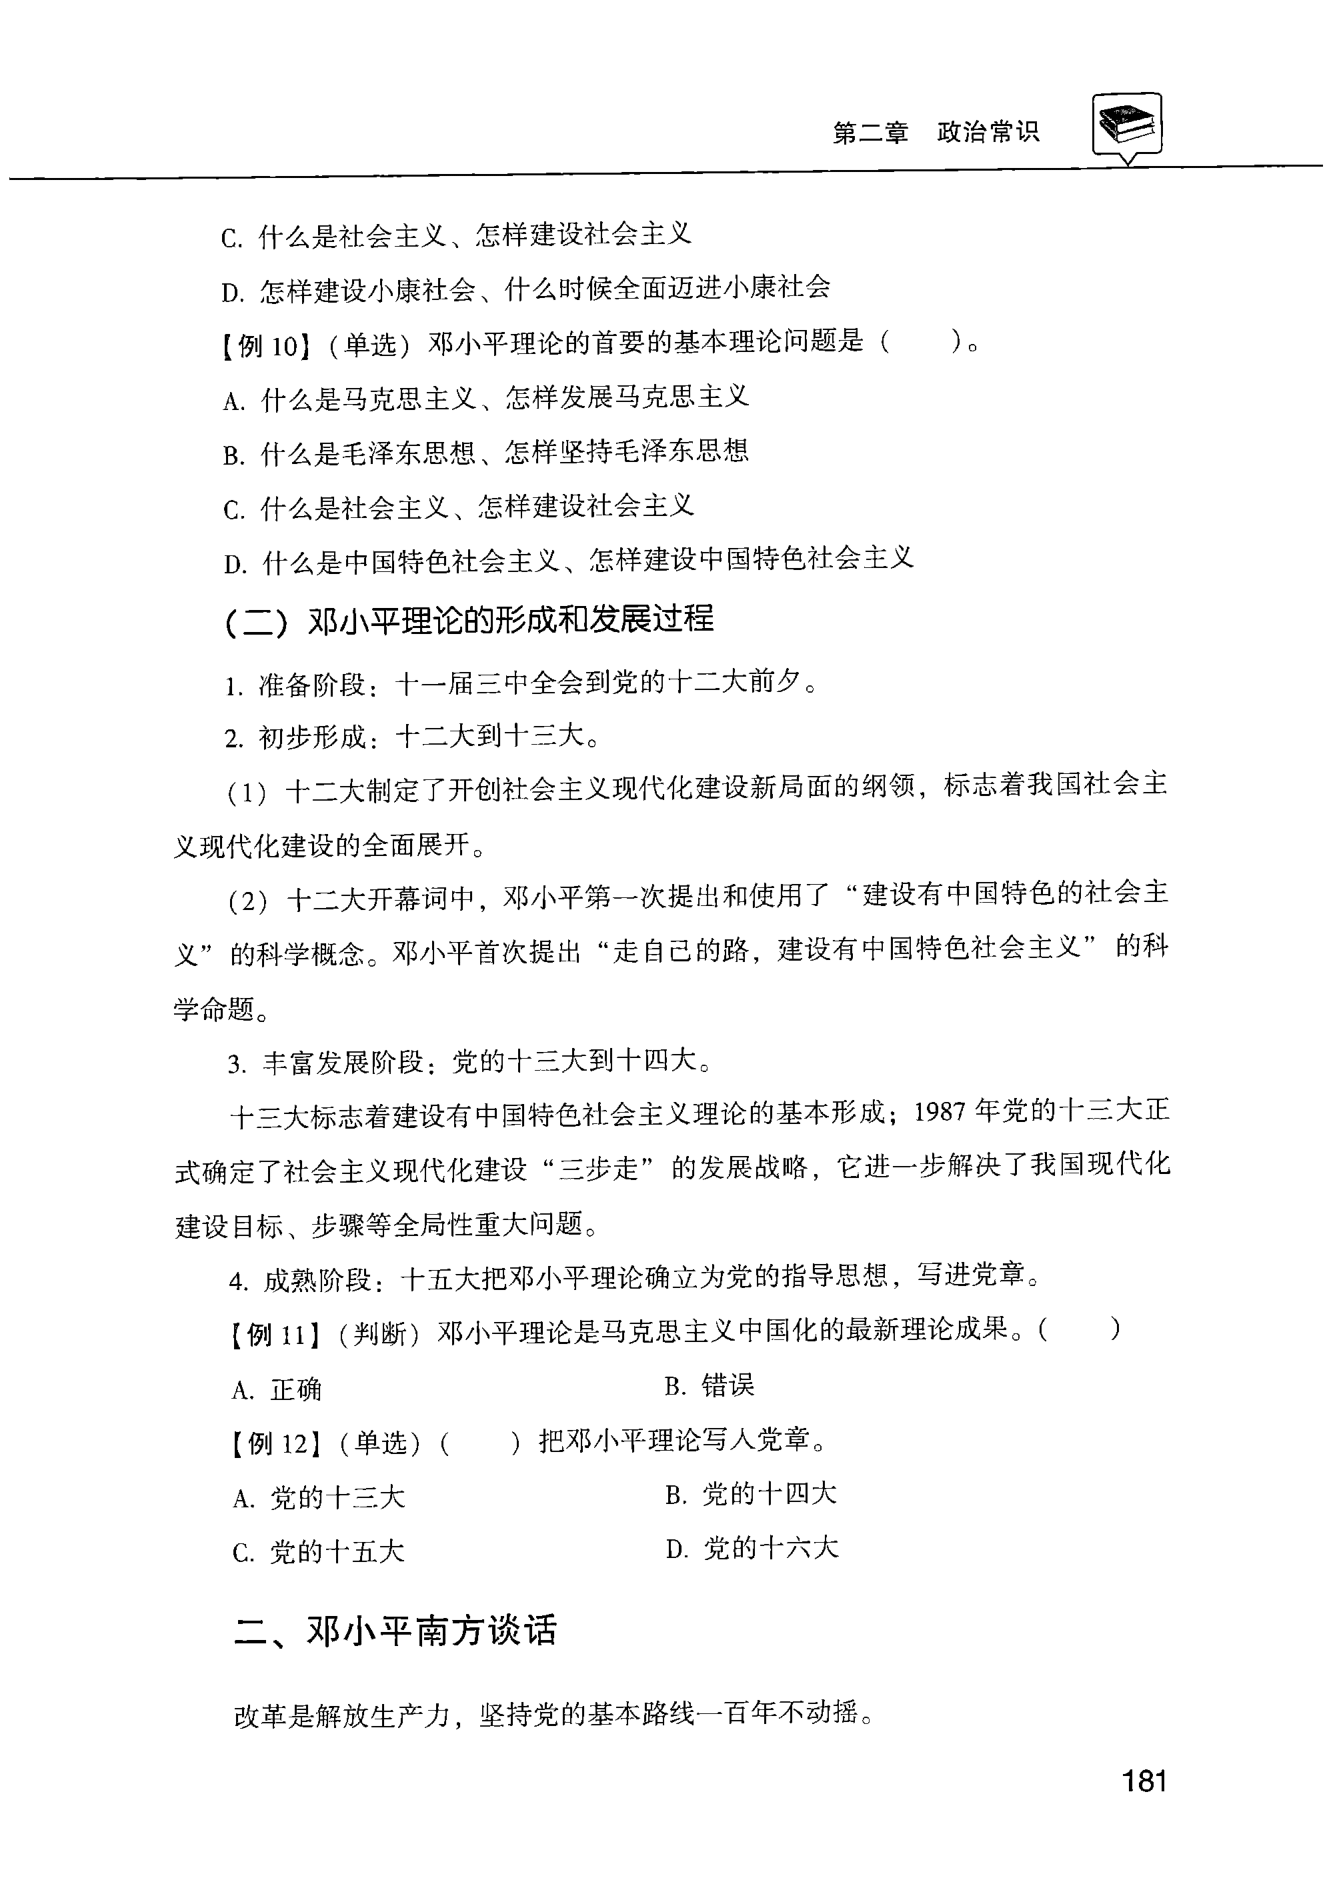 第二章 政治常识
C. 什么是社会主义、怎样建设社会主义
D. 怎样建设小康社会、什么时候全面迈进小康社会
【例 10】(单选) 邓小平理论的首要的基本理论问题是 (  )。
A. 什么是马克思主义、怎样发展马克思主义
B. 什么是毛泽东思想、怎样坚持毛泽东思想
C. 什么是社会主义、怎样建设社会主义
D. 什么是中国特色社会主义、怎样建设中国特色社会主义
(二) 邓小平理论的形成和发展过程
1. 准备阶段：十一届三中全会到党的十二大前夕。
2. 初步形成：十二大到十三大。
(1) 十二大制定了开创社会主义现代化建设新局面的纲领，标志着我国社会主
义现代化建设的全面展开。
(2) 十二大开幕词中，邓小平第一次提出和使用了“建设有中国特色的社会主
义”的科学概念。邓小平首次提出“走自己的路，建设有中国特色社会主义”的科
学命题。
3. 丰富发展阶段：党的十三大到十四大。
十三大标志着建设有中国特色社会主义理论的基本形成；1987 年党的十三大正
式确定了社会主义现代化建设“三步走”的发展战略，它进一步解决了我国现代化
建设目标、步骤等全局性重大问题。
4. 成熟阶段：十五大把邓小平理论确立为党的指导思想，写进党章。
【例 11】(判断) 邓小平理论是马克思主义中国化的最新理论成果。(  )
A. 正确 B. 错误
【例 12】(单选) (  ) 把邓小平理论写人党章。
A. 党的十三大 B. 党的十四大
C. 党的十五大 D. 党的十六大
二、邓小平南方谈话
改革是解放生产力，坚持党的基本路线一百年不动摇。
181